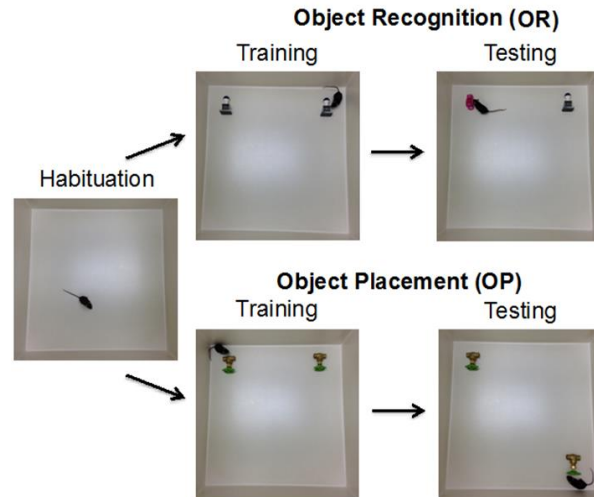 Object Recognition (OR)
Training
Testing
Habituation
Object Placement (OP)
Training
Testing